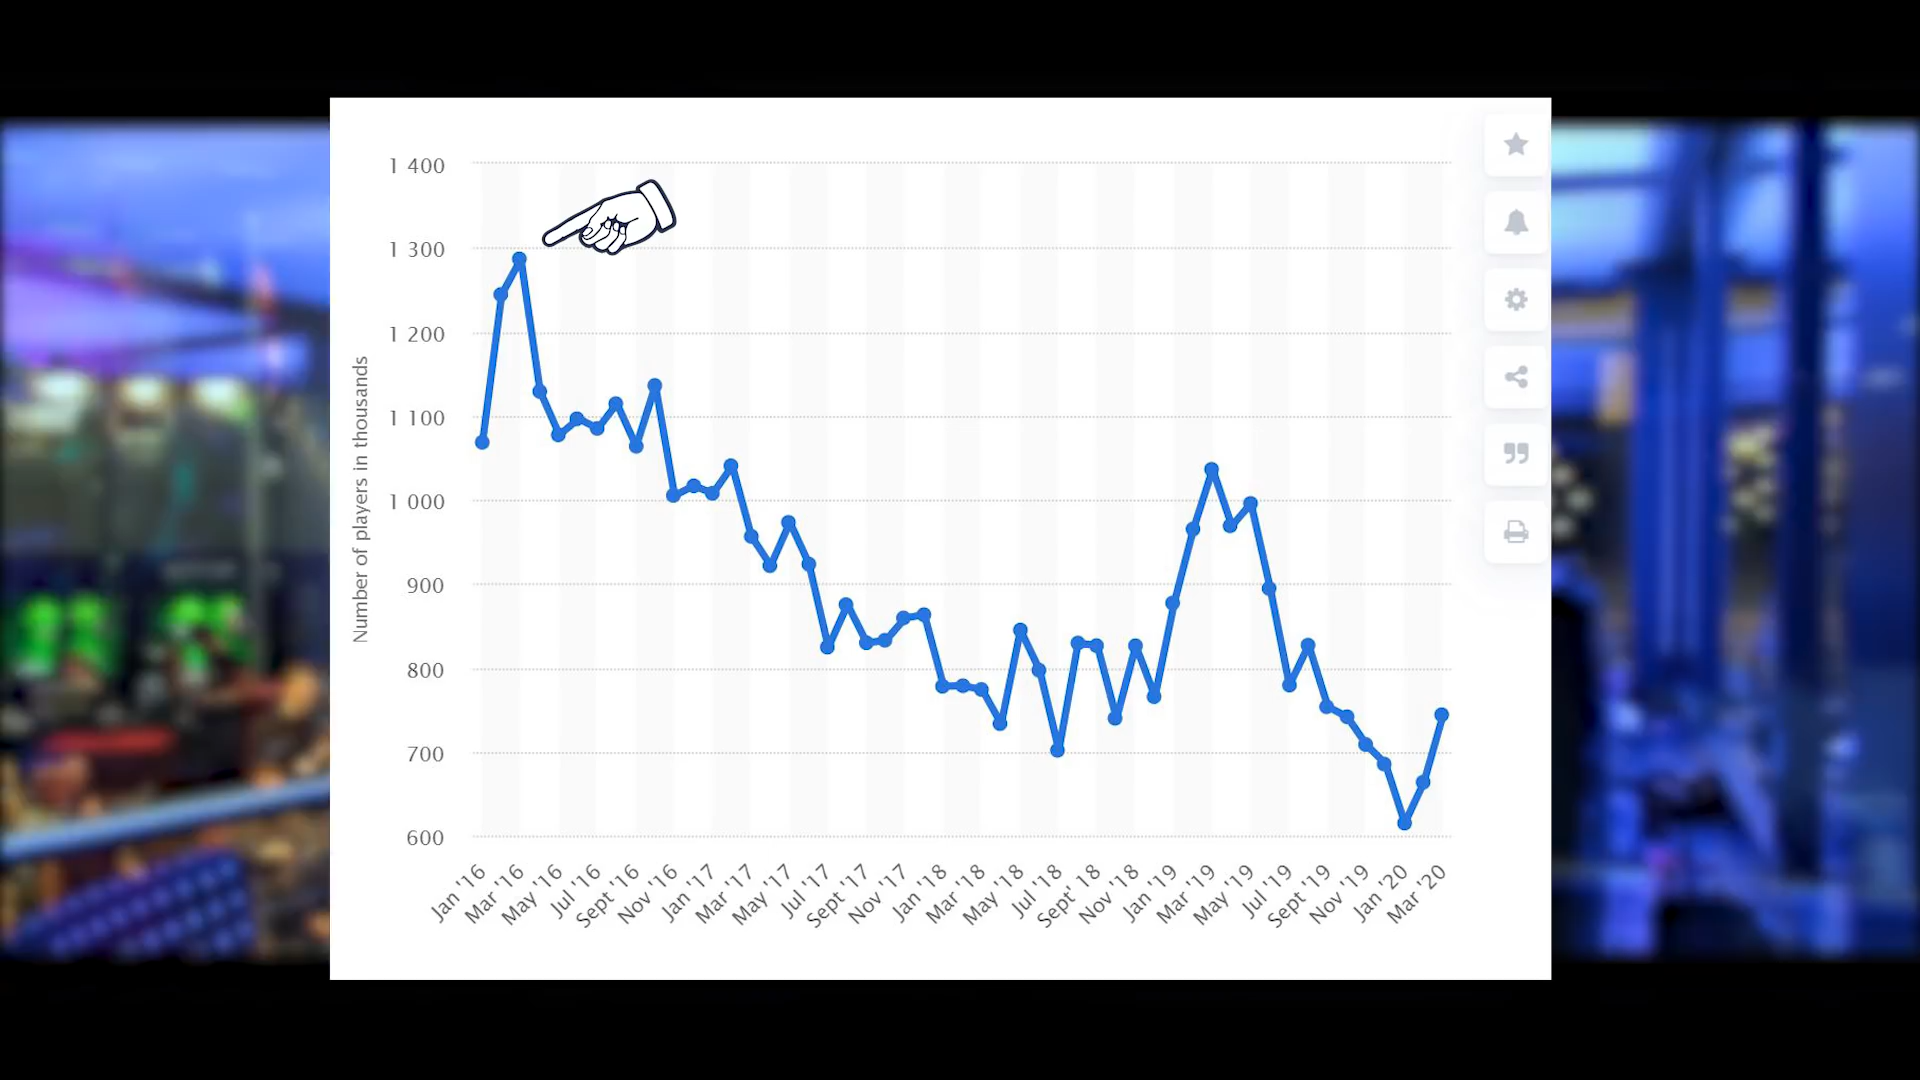 1 400
1 300
1 200
1 100
1 000
900
800
700
600
Number of players in thousands
Jan '16
Mar '16
May '16
Jul '16
Sept '16
Nov '16
Jan '17
Mar '17
May '17
Jul '17
Sept '17
Nov '17
Jan '18
Mar '18
May '18
Jul '18
Sept' 18
Nov '18
Jan '19
Mar '19
May '19
Jul '19
Sept '19
Nov '19
Jan '20
Mar '20